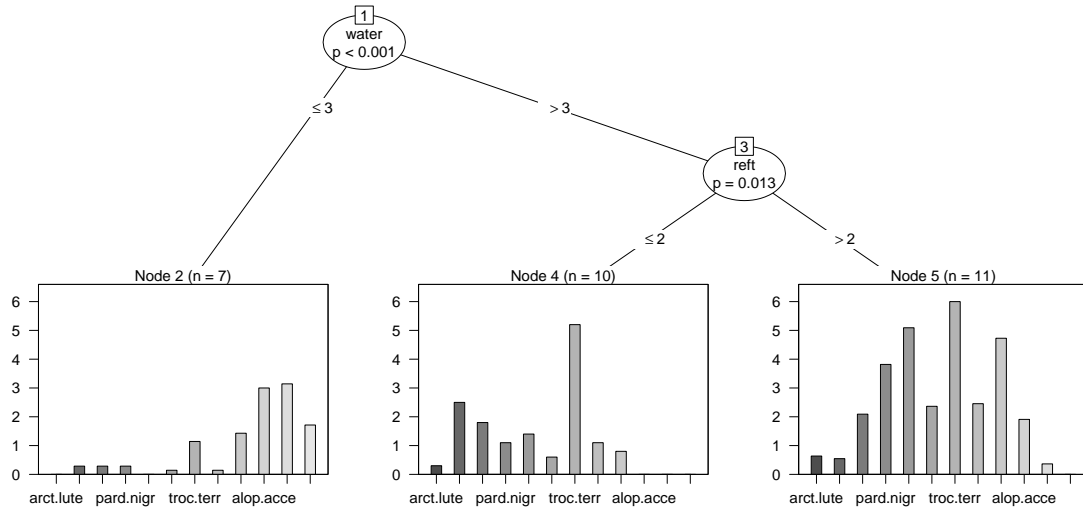 1
water
p < 0.001
≤ 3
> 3
3
reft
p = 0.013
≤ 2
> 2
Node 2 (n = 7)
6
5
4
3
2
1
0
arct.lute pard.nigr troc.terr alop.acce
Node 4 (n = 10)
6
5
4
3
2
1
0
arct.lute pard.nigr troc.terr alop.acce
Node 5 (n = 11)
6
5
4
3
2
1
0
arct.lute pard.nigr troc.terr alop.acce